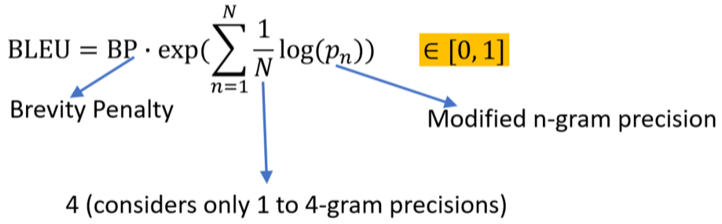 BLEU = BP · exp(∑_{n=1}^{N} 1/N log(pₙ)) ∈ [0, 1]
Brevity Penalty
Modified n-gram precision
4 (considers only 1 to 4-gram precisions)